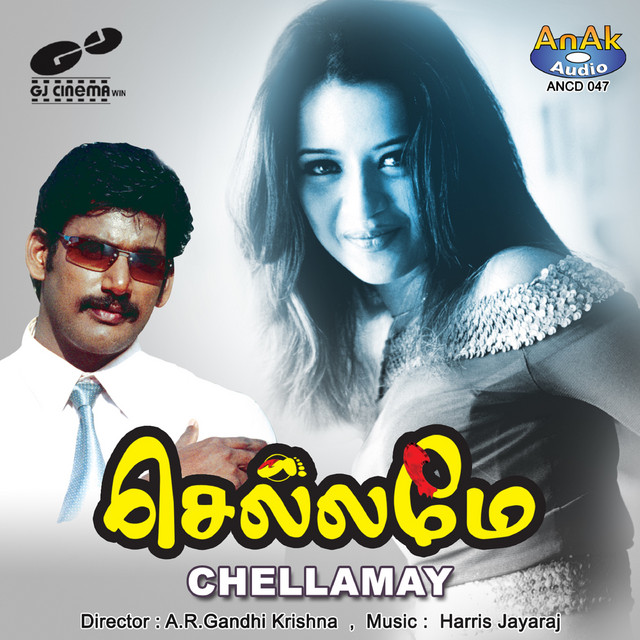 GJ CINEMA WIN
AnAk
Audio
ANCD 047
செல்லமே
CHELLAMAY
Director : A.R.Gandhi Krishna , Music : Harris Jayaraj